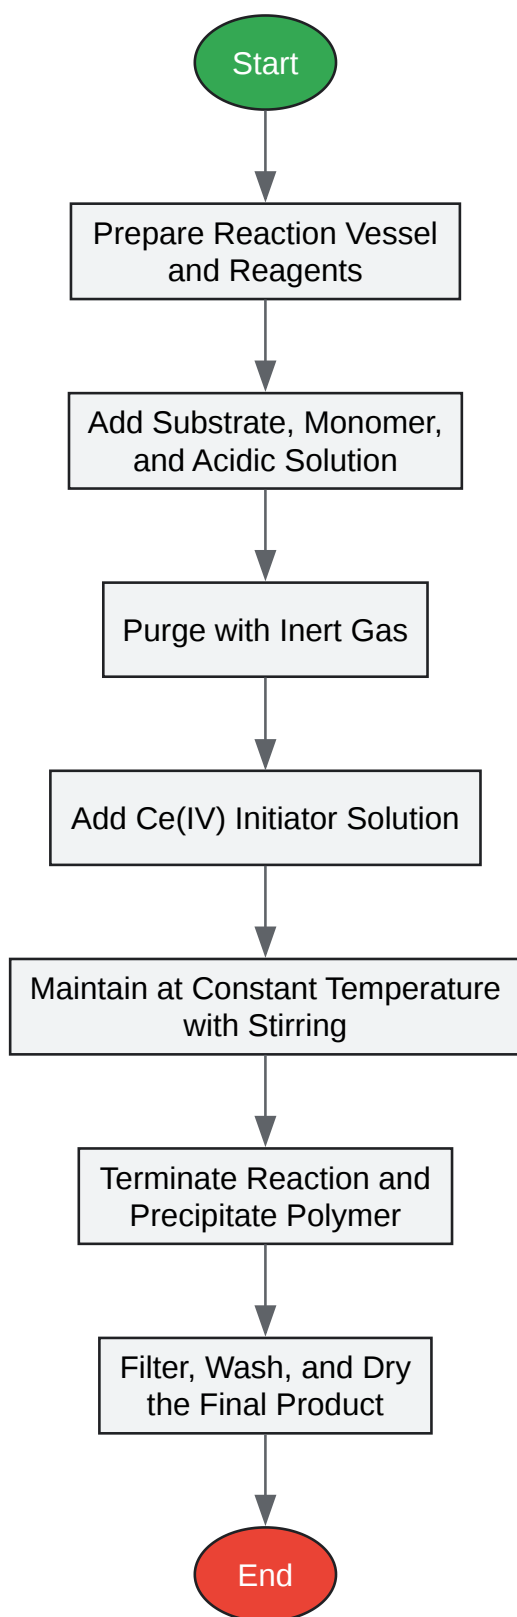 Start
Prepare Reaction Vessel
and Reagents
Add Substrate, Monomer,
and Acidic Solution
Purge with Inert Gas
Add Ce(IV) Initiator Solution
Maintain at Constant Temperature
with Stirring
Terminate Reaction and
Precipitate Polymer
Filter, Wash, and Dry
the Final Product
End